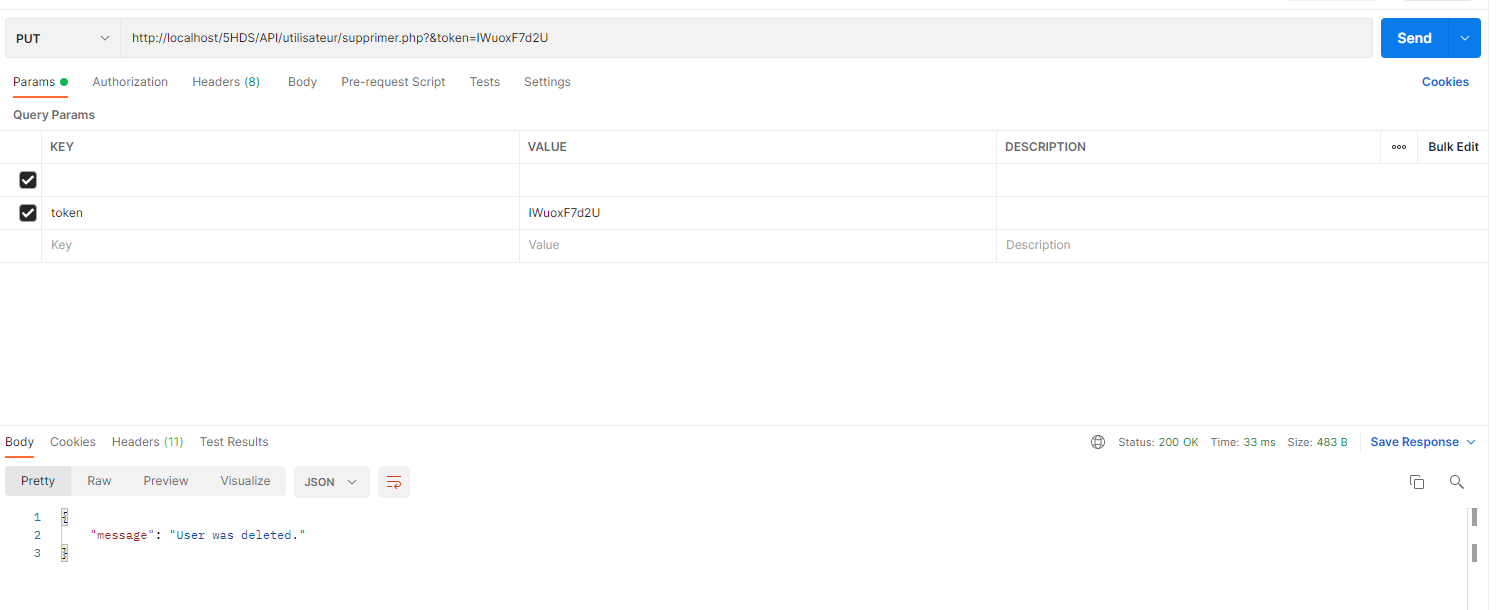 PUT http://localhost/5HDS/API/utilisateur/supprimer.php?&token=IWuoxF7d2U Send
Params Authorization Headers (8) Body Pre-request Script Tests Settings Cookies
Query Params
KEY VALUE DESCRIPTION ooo Bulk Edit
token IWuoxF7d2U
Key Value Description
Body Cookies Headers (11) Test Results Status: 200 OK Time: 33 ms Size: 483 B Save Response
Pretty Raw Preview Visualize JSON
1 {
2 "message": "User was deleted."
3 }